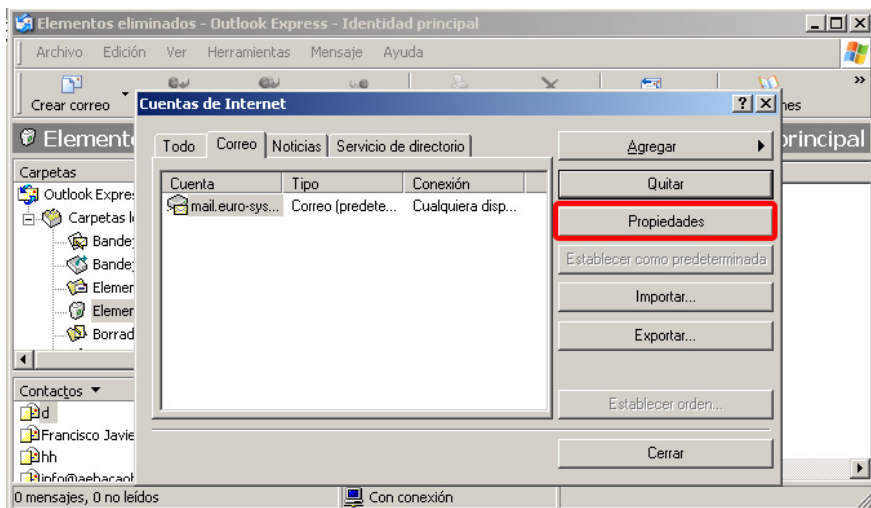 Elementos eliminados - Outlook Express - Identidad principal
Archivo Edición Ver Herramientas Mensaje Ayuda
Crear correo
»
Cuentas de Internet
Todo Correo Noticias Servicio de directorio
Cuenta Tipo Conexión
mail.euro-sys... Correo (predete... Cualquiera disp...
Agregar
Quitar
Propiedades
Establecer como predeterminada
Importar...
Exportar...
Establecer orden...
Cerrar
principal
Carpetas
Outlook Expre
Carpetas l
Bande
Bande
Elemer
Elemer
Borrad
Contactos
d
Francisco Javie
hh
0 mensajes, 0 no leídos
Con conexión